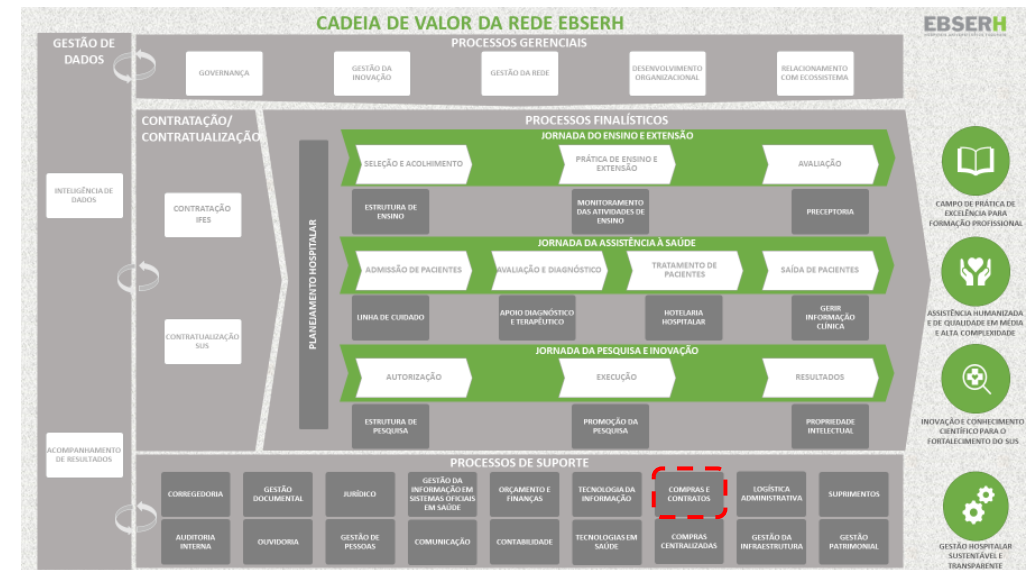 CADEIA DE VALOR DA REDE EBSERH
EBSERH
GESTÃO DE
DADOS
PROCESSOS GERENCIAIS
GOVERNANÇA
GESTÃO DA
INOVAÇÃO
GESTÃO DA REDE
DESENVOLVIMENTO
ORGANIZACIONAL
RELACIONAMENTO
COM ECOSSISTEMA
INTELIGÊNCIA DE
DADOS
ACOMPANHAMENTO
DE RESULTADOS
CONTRATAÇÃO/
CONTRATUALIZAÇÃO
CONTRATAÇÃO
IFES
CONTRATUALIZAÇÃO
SUS
PROCESSOS FINALÍSTICOS
PLANEJAMENTO HOSPITALAR
JORNADA DO ENSINO E EXTENSÃO
SELEÇÃO E ACOLHIMENTO
PRÁTICA DE ENSINO E
EXTENSÃO
AVALIAÇÃO
ESTRUTURA DE
ENSINO
MONITORAMENTO
DAS ATIVIDADES DE
ENSINO
PRECEPTORIA
JORNADA DA ASSISTÊNCIA À SAÚDE
ADMISSÃO DE PACIENTES
AVALIAÇÃO E DIAGNÓSTICO
TRATAMENTO DE
PACIENTES
SAÍDA DE PACIENTES
LINHA DE CUIDADO
APOIO DIAGNÓSTICO
E TERAPÊUTICO
HOTELARIA
HOSPITALAR
GERIR
INFORMAÇÃO
CLÍNICA
JORNADA DA PESQUISA E INOVAÇÃO
AUTORIZAÇÃO
EXECUÇÃO
RESULTADOS
ESTRUTURA DE
PESQUISA
PROMOÇÃO DA
PESQUISA
PROPRIEDADE
INTELECTUAL
PROCESSOS DE SUPORTE
CORREGEDORIA
GESTÃO
DOCUMENTAL
JURÍDICO
GESTÃO DA
INFORMAÇÃO EM
SISTEMAS OFICIAIS
EM SAÚDE
ORÇAMENTO E
FINANÇAS
TECNOLOGIA DA
INFORMAÇÃO
COMPRAS E
CONTRATOS
LOGÍSTICA
ADMINISTRATIVA
SUPRIMENTOS
AUDITORIA
INTERNA
OUVIDORIA
GESTÃO DE
PESSOAS
COMUNICAÇÃO
CONTABILIDADE
TECNOLOGIAS EM
SAÚDE
COMPRAS
CENTRALIZADAS
GESTÃO DA
INFRAESTRUTURA
GESTÃO
PATRIMONIAL
CAMPO DE PRÁTICA DE
EXCELÊNCIA PARA
FORMAÇÃO PROFISSIONAL
ASSISTÊNCIA HUMANIZADA
E DE QUALIDADE EM MÉDIA
E ALTA COMPLEXIDADE
INOVAÇÃO E CONHECIMENTO
CIENTÍFICO PARA O
FORTALECIMENTO DO SUS
GESTÃO HOSPITALAR
SUSTENTÁVEL E
TRANSPARENTE